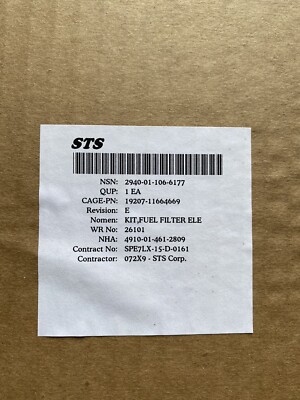 STS
NSN: 2940-01-106-6177
QUP: 1 EA
CAGE-PN: 19207-11664669
Revision: E
Nomen: KIT,FUEL FILTER ELE
WR No: 26101
NHA: 4910-01-461-2809
Contract No: SPE7LX-15-D-0161
Contractor: 072X9 - STS Corp.